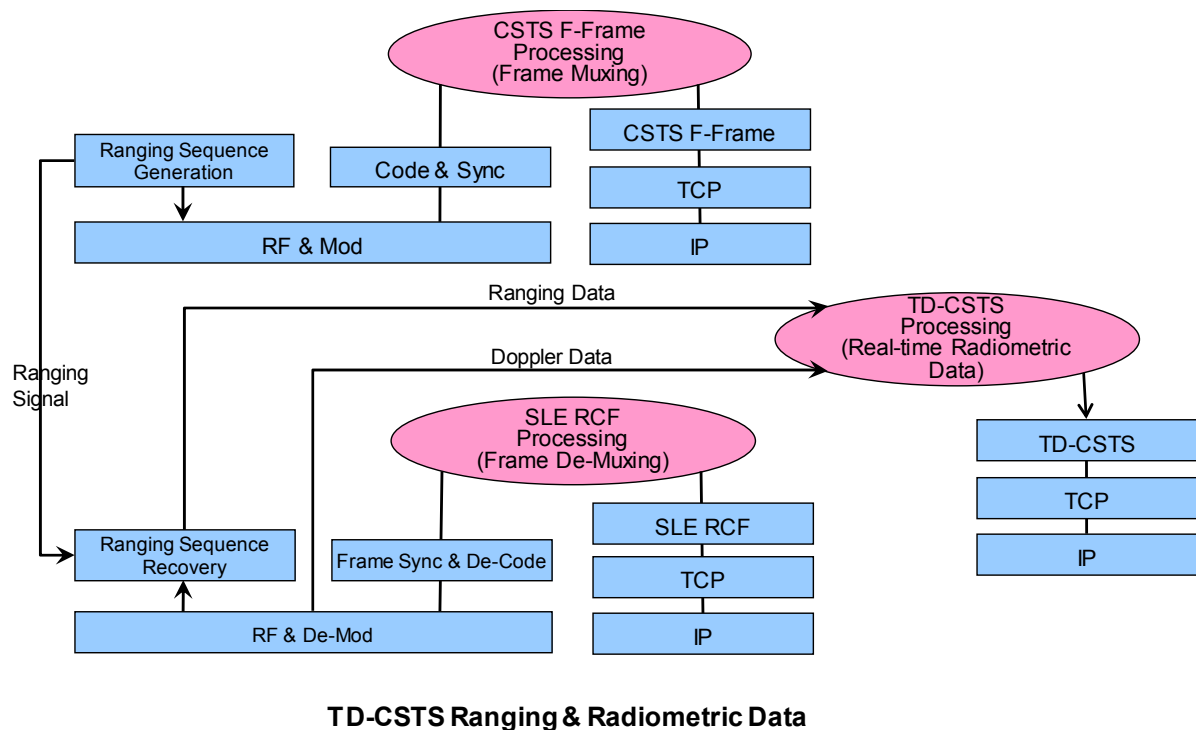 CSTS F-Frame
Processing
(Frame Muxing)
CSTS F-Frame
Ranging Sequence
Generation
Code & Sync
TCP
RF & Mod
IP
Ranging Data
TD-CSTS
Processing
(Real-time Radiometric
Data)
Doppler Data
Ranging
Signal
SLE RCF
Processing
(Frame De-Muxing)
TD-CSTS
TCP
IP
SLE RCF
Ranging Sequence
Recovery
Frame Sync & De-Code
TCP
RF & De-Mod
IP
TD-CSTS Ranging & Radiometric Data